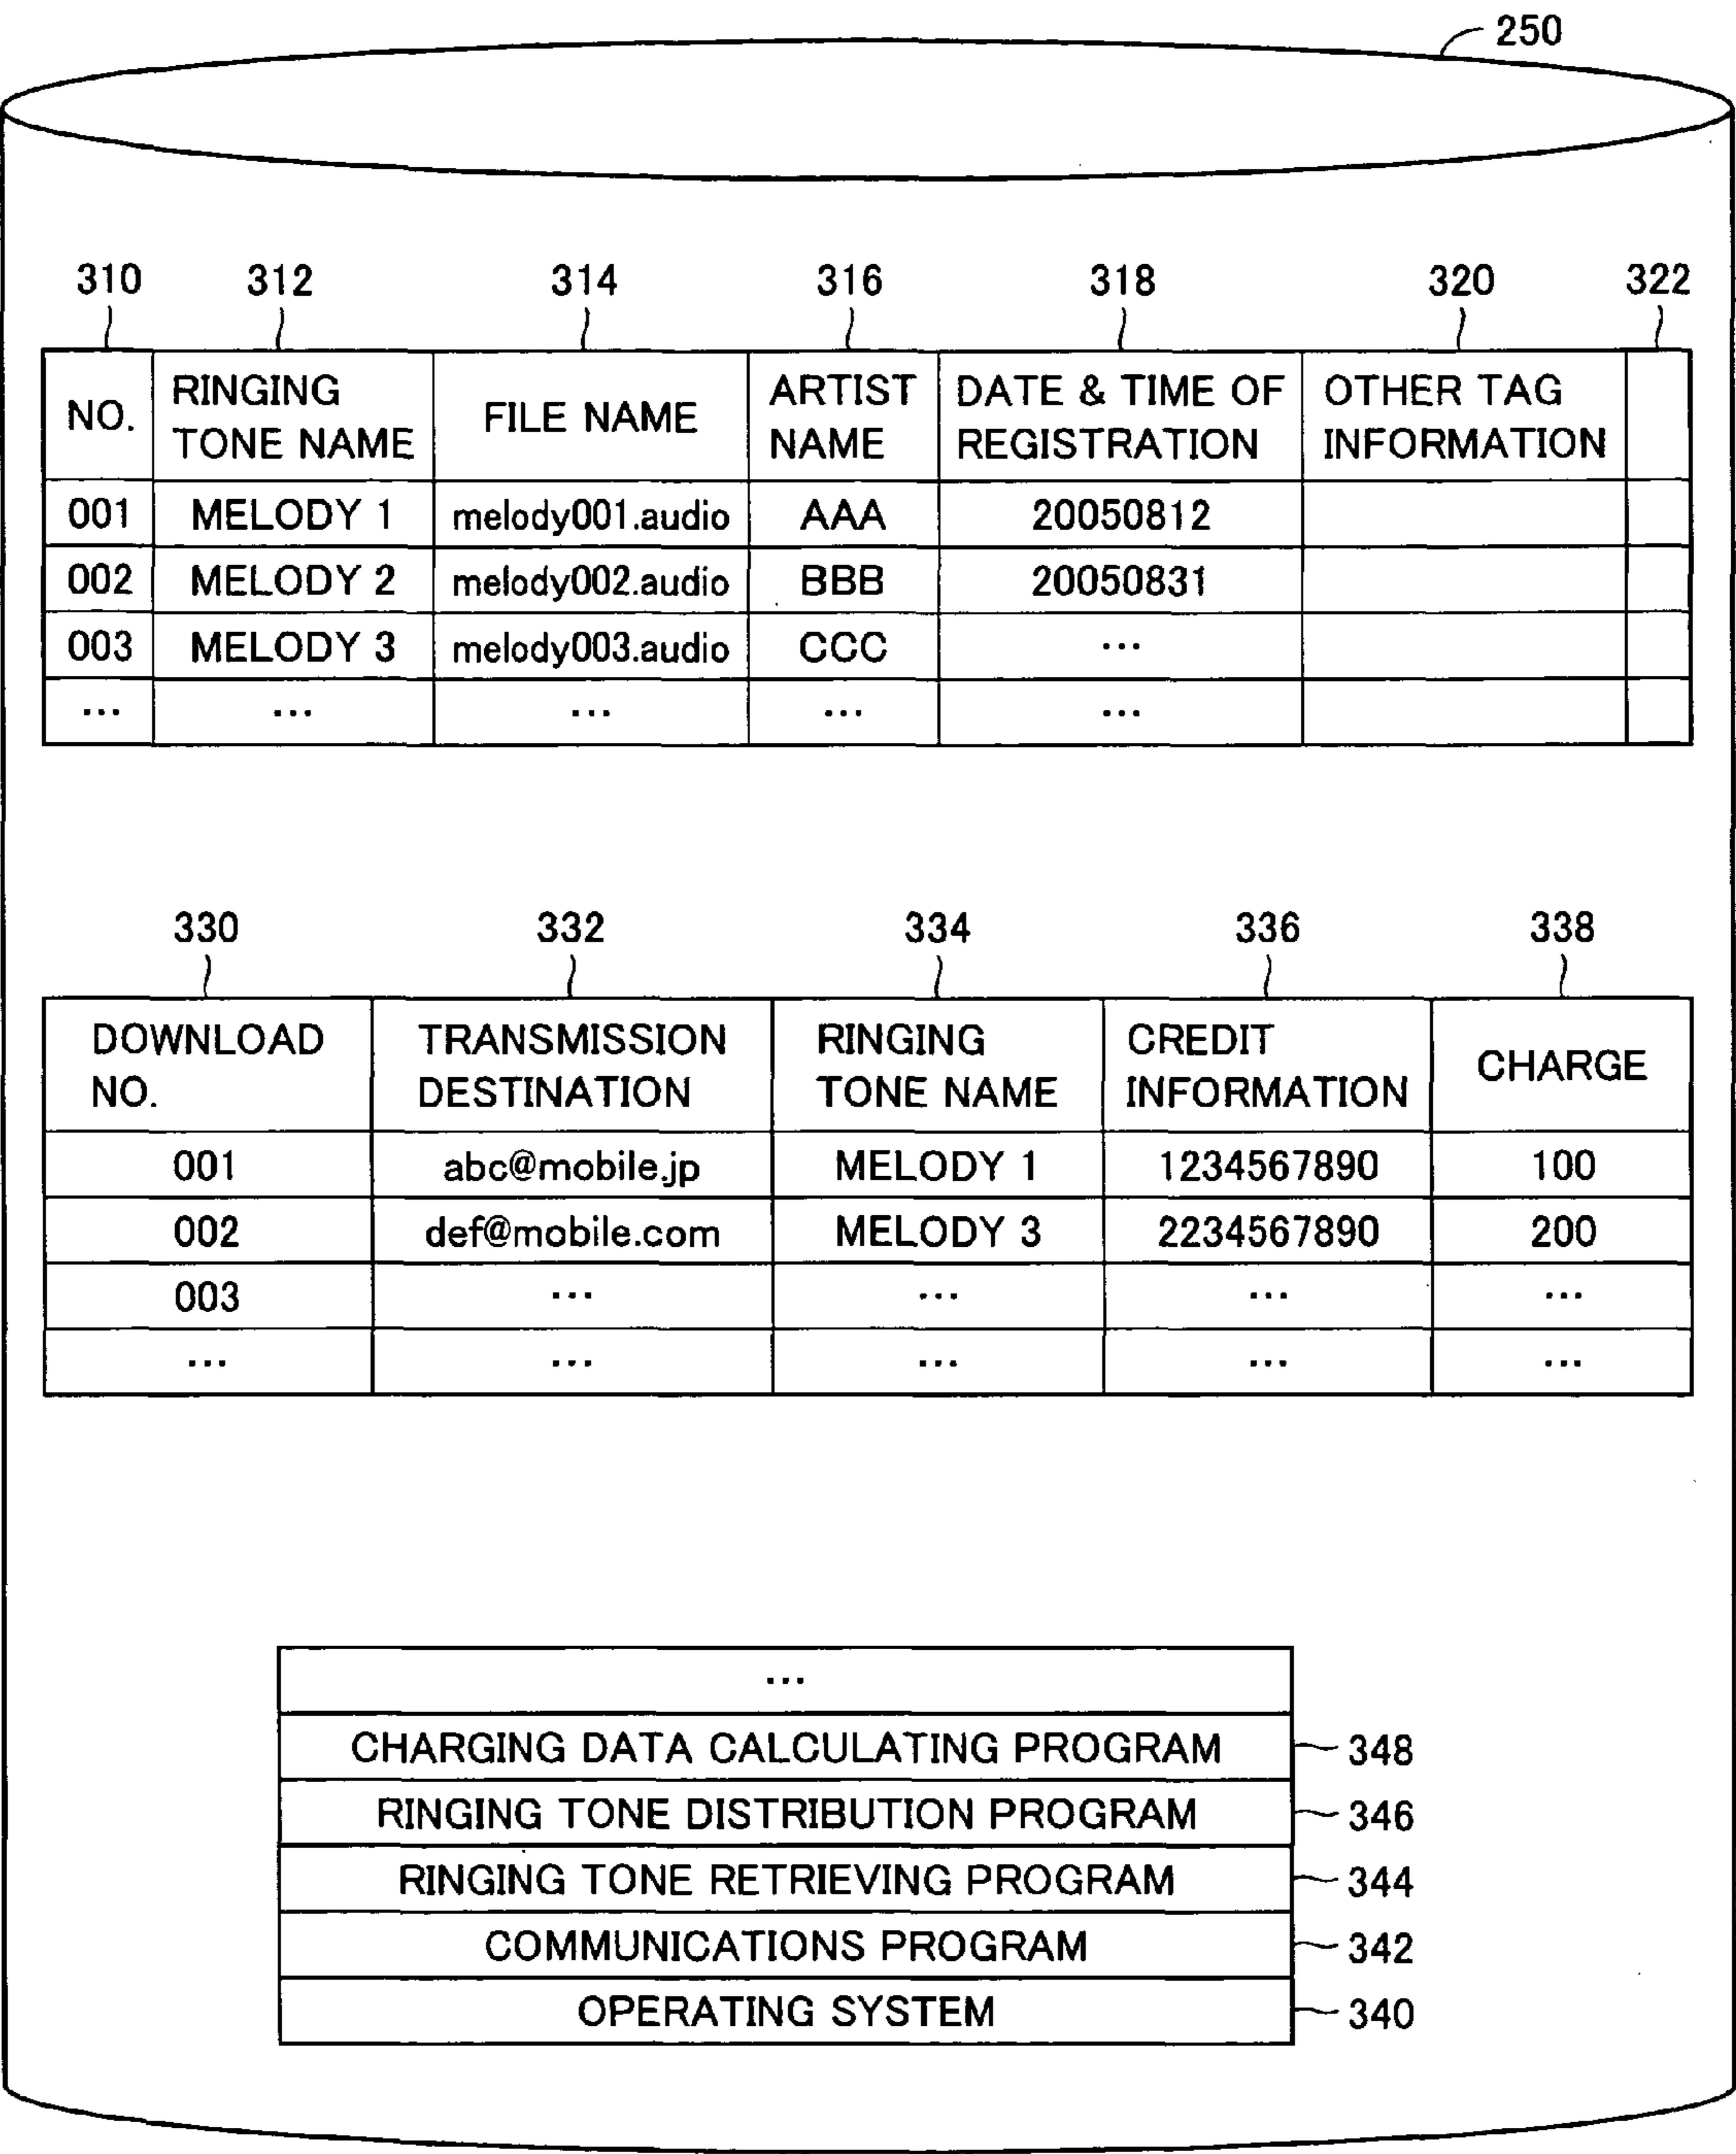 250
310 312 314 316 318 320 322
NO. RINGING TONE NAME FILE NAME ARTIST NAME DATE & TIME OF REGISTRATION OTHER TAG INFORMATION
001 MELODY 1 melody001.audio AAA 20050812
002 MELODY 2 melody002.audio BBB 20050831
003 MELODY 3 melody003.audio CCC ...
... ... ... ... ...
330 332 334 336 338
DOWNLOAD NO. TRANSMISSION DESTINATION RINGING TONE NAME CREDIT INFORMATION CHARGE
001 abc@mobile.jp MELODY 1 1234567890 100
002 def@mobile.com MELODY 3 2234567890 200
003 ... ... ... ...
... ... ... ... ...
...
CHARGING DATA CALCULATING PROGRAM 348
RINGING TONE DISTRIBUTION PROGRAM 346
RINGING TONE RETRIEVING PROGRAM 344
COMMUNICATIONS PROGRAM 342
OPERATING SYSTEM 340